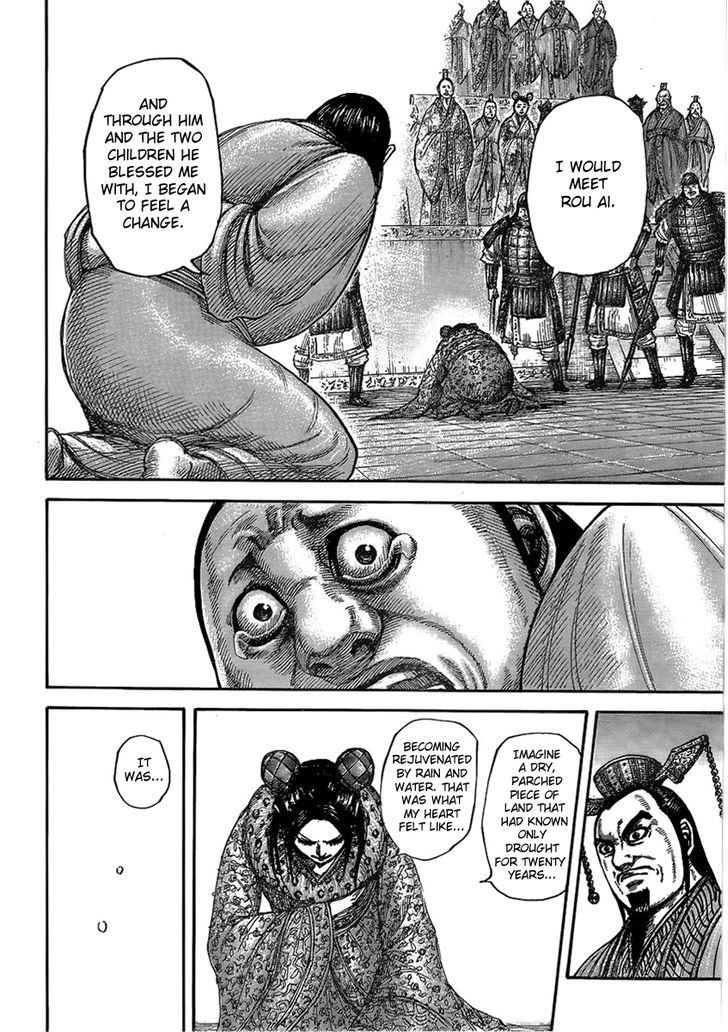 I WOULD
MEET
ROU AI.
AND
THROUGH HIM
AND THE TWO
CHILDREN HE
BLESSED ME
WITH, I BEGAN
TO FEEL A
CHANGE.
IMAGINE
A DRY,
PARCHED
PIECE OF
LAND THAT
HAD KNOWN
ONLY
DROUGHT
FOR TWENTY
YEARS...
BECOMING
REJUVENATED
BY RAIN AND
WATER. THAT
WAS WHAT
MY HEART
FELT LIKE...
IT
WAS...